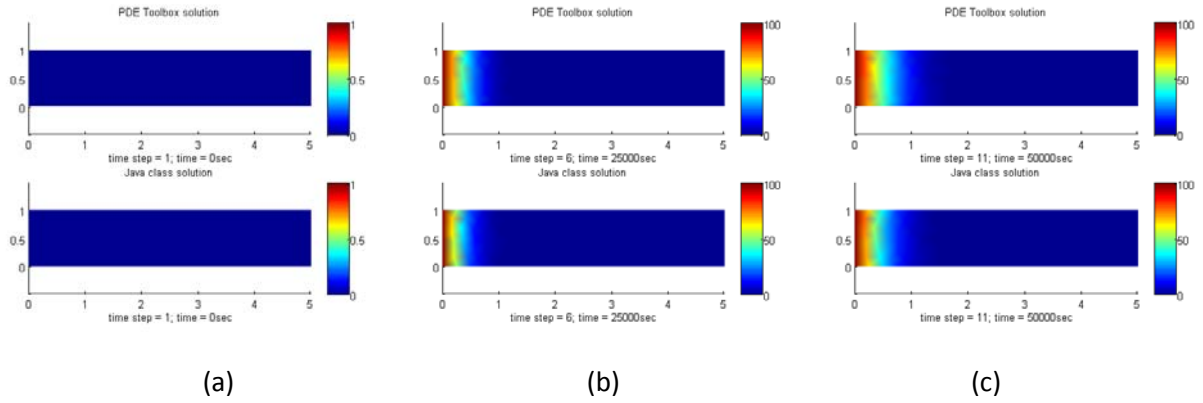 PDE Toolbox solution
1
0.5
0
0 1 2 3 4 5
time step = 1; time = 0sec
1
0.5
0
Java class solution
1
0.5
0
0 1 2 3 4 5
time step = 1; time = 0sec
1
0.5
0
(a)
PDE Toolbox solution
1
0.5
0
0 1 2 3 4 5
time step = 6; time = 25000sec
100
50
0
Java class solution
1
0.5
0
0 1 2 3 4 5
time step = 6; time = 25000sec
100
50
0
(b)
PDE Toolbox solution
1
0.5
0
0 1 2 3 4 5
time step = 11; time = 50000sec
100
50
0
Java class solution
1
0.5
0
0 1 2 3 4 5
time step = 11; time = 50000sec
100
50
0
(c)